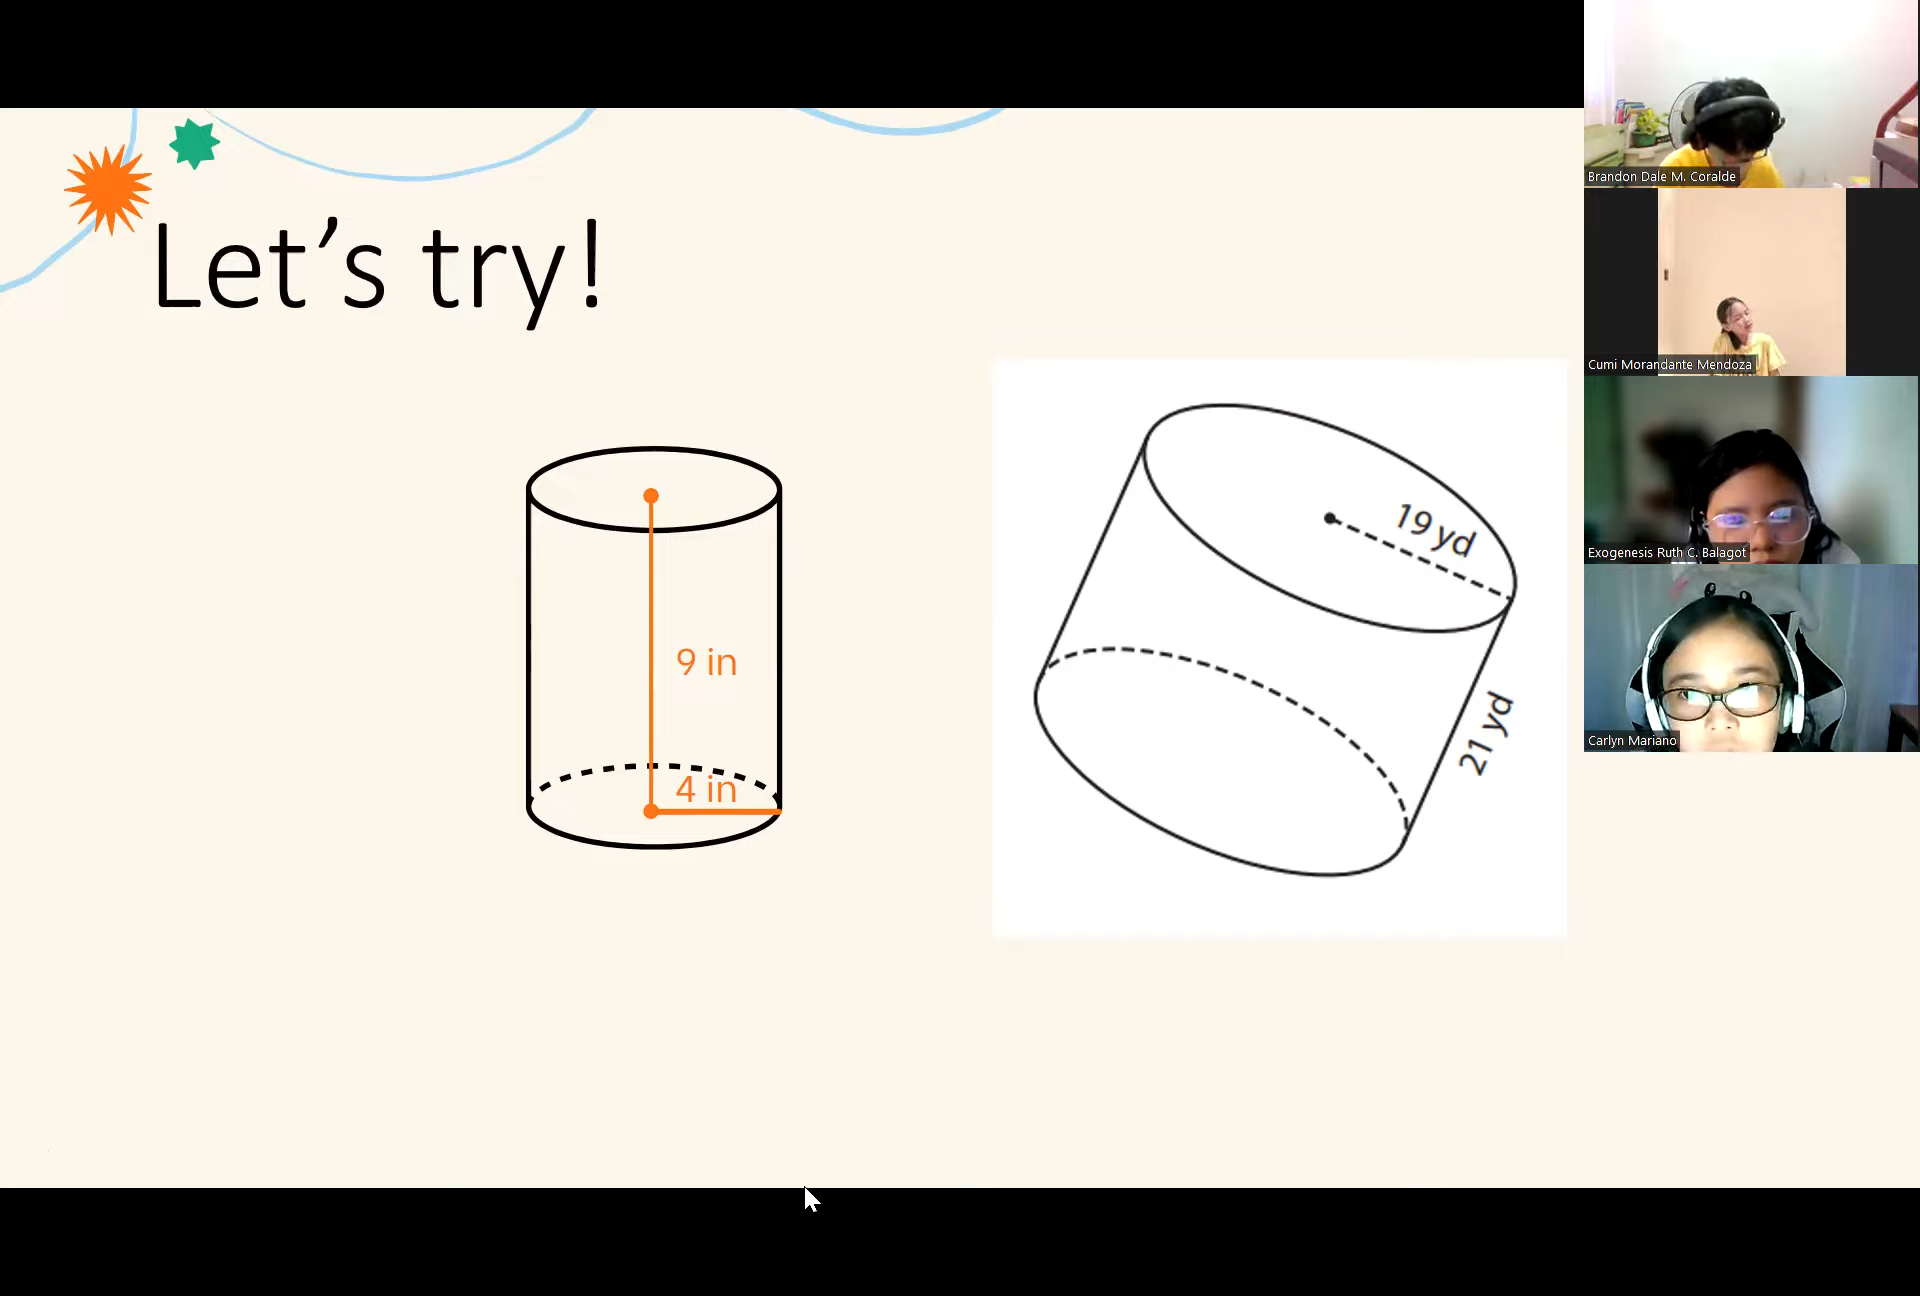 Let’s try!
9 in
4 in
19 yd
21 yd
Brandon Dale M. Coralde
Cumi Morandante Mendoza
Exogenesis Ruth C. Balagot
Carlyn Mariano